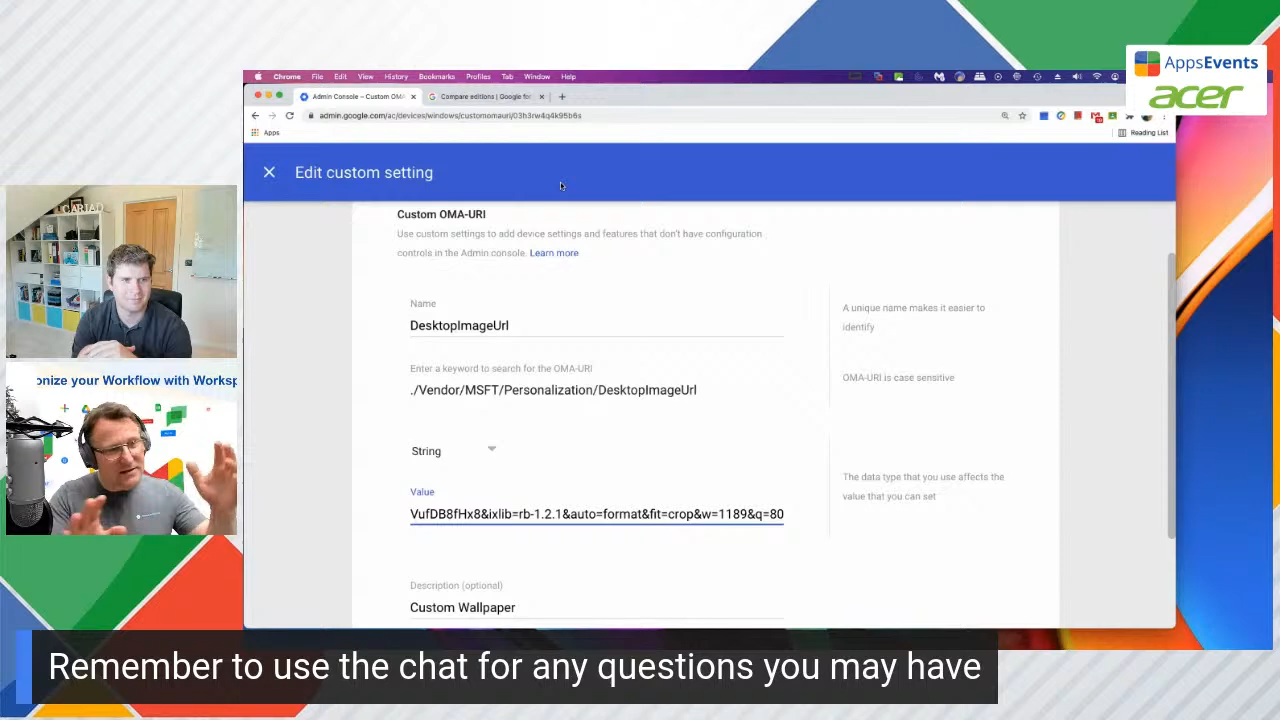 AppsEvents
acer
Chrome File Edit View History Bookmarks Profiles Tab Window Help
Admin Console – Custom OMA
Compare editions | Google for
admin.google.com/ac/devices/windows/customomauri/03h3rw4q4k95b6s
Apps
Reading List
Edit custom setting
Custom OMA-URI
Use custom settings to add device settings and features that don't have configuration
controls in the Admin console. Learn more
Name
DesktopImageUrl
A unique name makes it easier to
identify
Enter a keyword to search for the OMA-URI
./Vendor/MSFT/Personalization/DesktopImageUrl
OMA-URI is case sensitive
String
The data type that you use affects the
value that you can set
Value
VufDB8fHx8&ixlib=rb-1.2.1&auto=format&fit=crop&w=1189&q=80
Description (optional)
Custom Wallpaper
CARIAD
onize your Workflow with Worksp
Remember to use the chat for any questions you may have